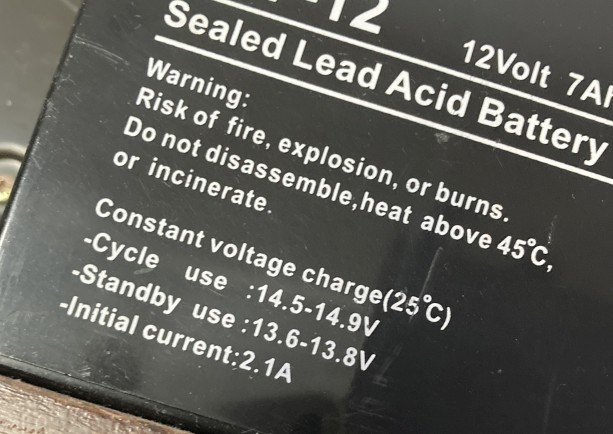 -12
12Volt 7Ah
Sealed Lead Acid Battery
Warning:
Risk of fire, explosion, or burns.
Do not disassemble,heat above 45°C,
or incinerate.
Constant voltage charge(25°C)
-Cycle use :14.5-14.9V
-Standby use :13.6-13.8V
-Initial current:2.1A